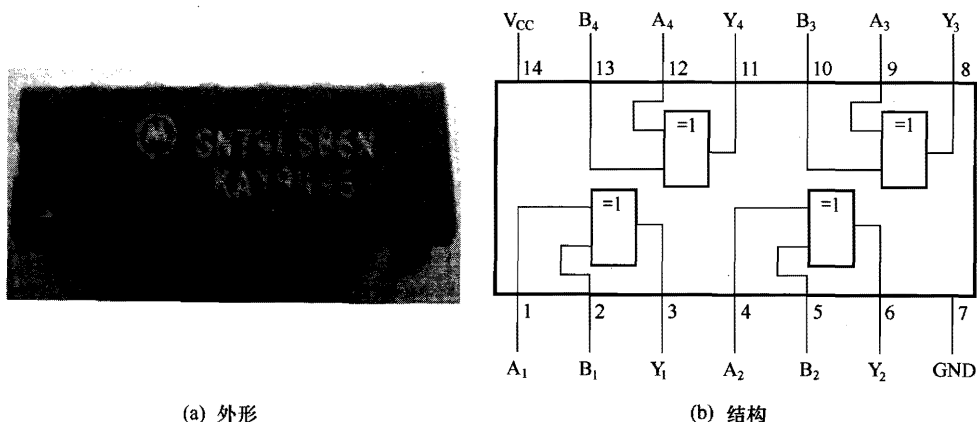 V_CC B_4 A_4 Y_4 B_3 A_3 Y_3
14 13 12 11 10 9 8
=1 =1
SN74LS86N
=1 =1
1 2 3 4 5 6 7
A_1 B_1 Y_1 A_2 B_2 Y_2 GND
(a) 外形 (b) 结构